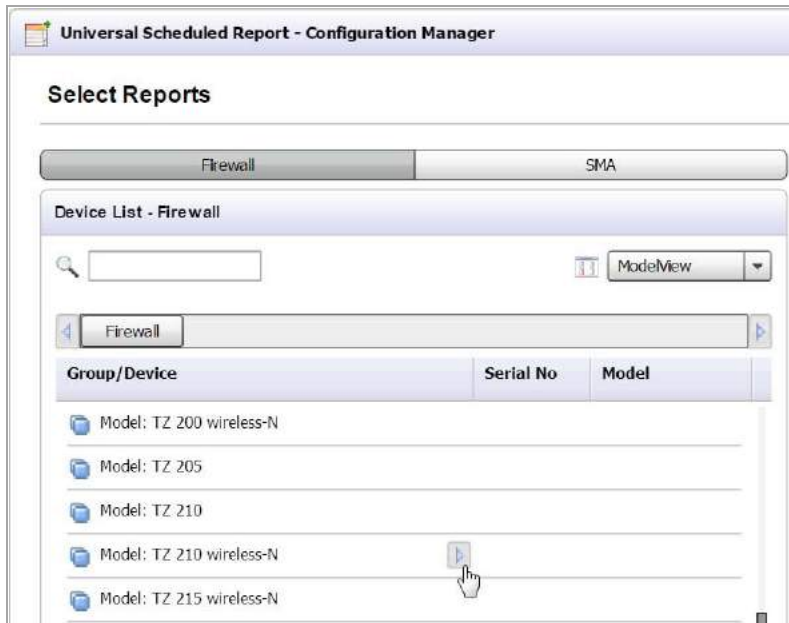 Universal Scheduled Report - Configuration Manager
Select Reports
Firewall SMA
Device List - Firewall
ModelView
Firewall
Group/Device Serial No Model
Model: TZ 200 wireless-N
Model: TZ 205
Model: TZ 210
Model: TZ 210 wireless-N
Model: TZ 215 wireless-N